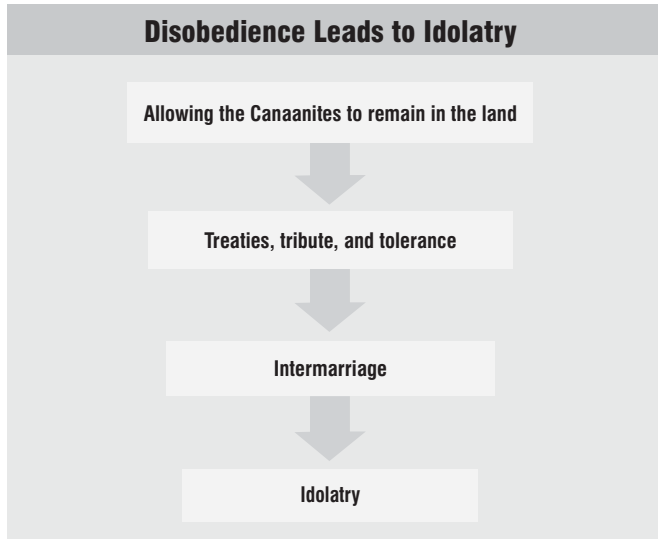 Disobedience Leads to Idolatry
Allowing the Canaanites to remain in the land
Treaties, tribute, and tolerance
Intermarriage
Idolatry